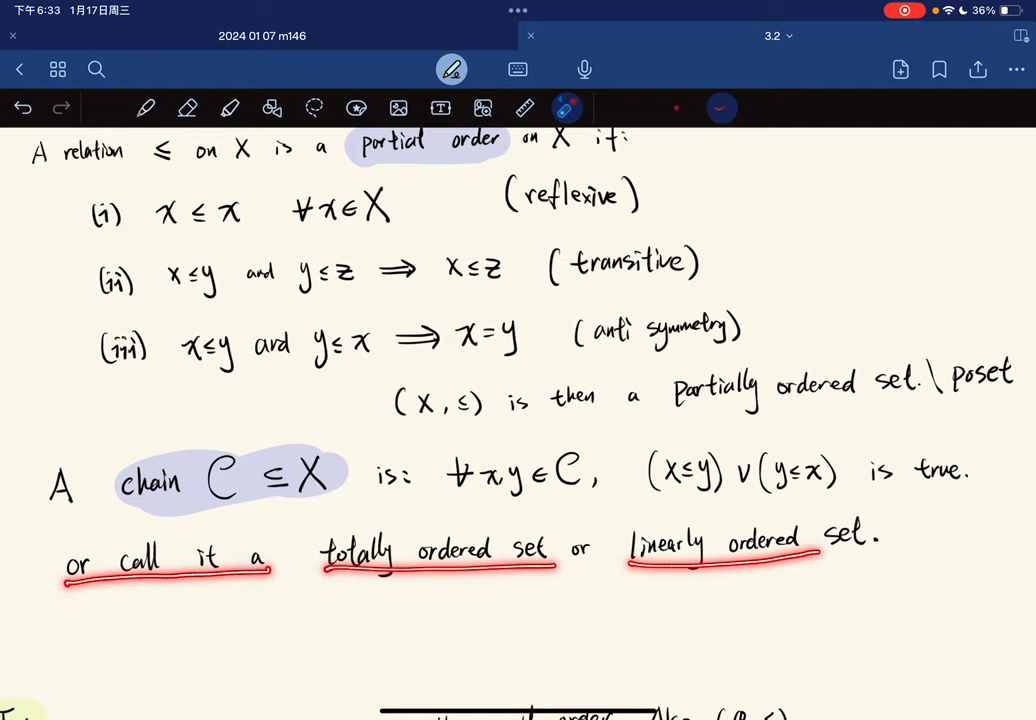 下午6:33 1月17日周三
36%
2024 01 07 m146
3.2
A relation ≤ on X is a partial order on X if:
(i) x ≤ x ∀x∈X (reflexive)
(ii) x≤y and y≤z ⟹ x≤z (transitive)
(iii) x≤y and y≤x ⟹ x=y (anti symmetry)
(X,≤) is then a partially ordered set.\poset
A chain C ⊆ X is: ∀x,y∈C, (x≤y) ∨ (y≤x) is true.
or call it a totally ordered set or linearly ordered set.